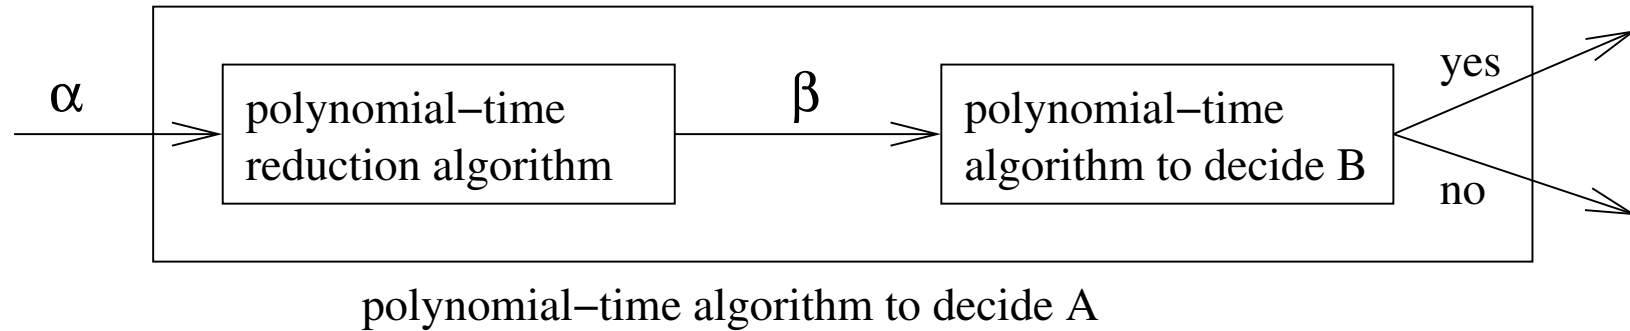 α
polynomial−time
reduction algorithm
β
polynomial−time
algorithm to decide B
yes
no
polynomial−time algorithm to decide A